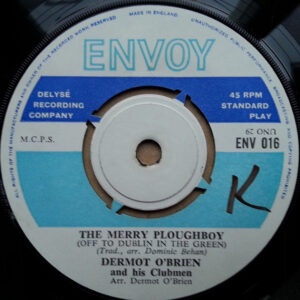 MADE IN ENGLAND
ENVOY
DELYSÉ
RECORDING
COMPANY
45 RPM
STANDARD
PLAY
M.C.P.S.
ENV 016
K
THE MERRY PLOUGHBOY
(OFF TO DUBLIN IN THE GREEN)
(Trad., arr. Dominic Behan)
DERMOT O'BRIEN
and his Clubmen
Arr. Dermot O'Brien